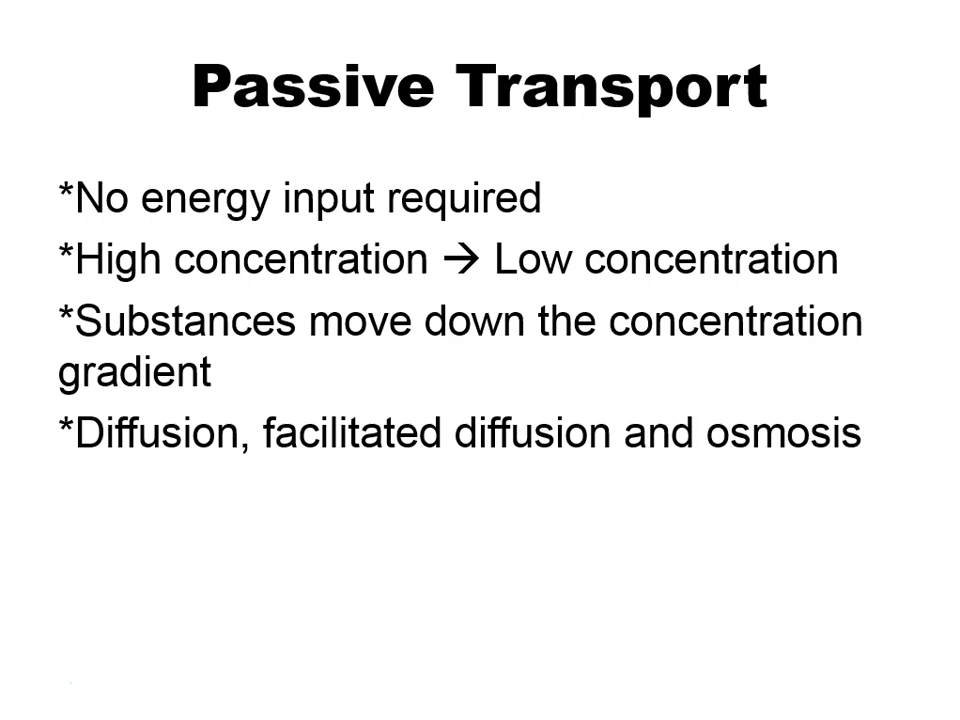 Passive Transport
*No energy input required
*High concentration → Low concentration
*Substances move down the concentration
gradient
*Diffusion, facilitated diffusion and osmosis